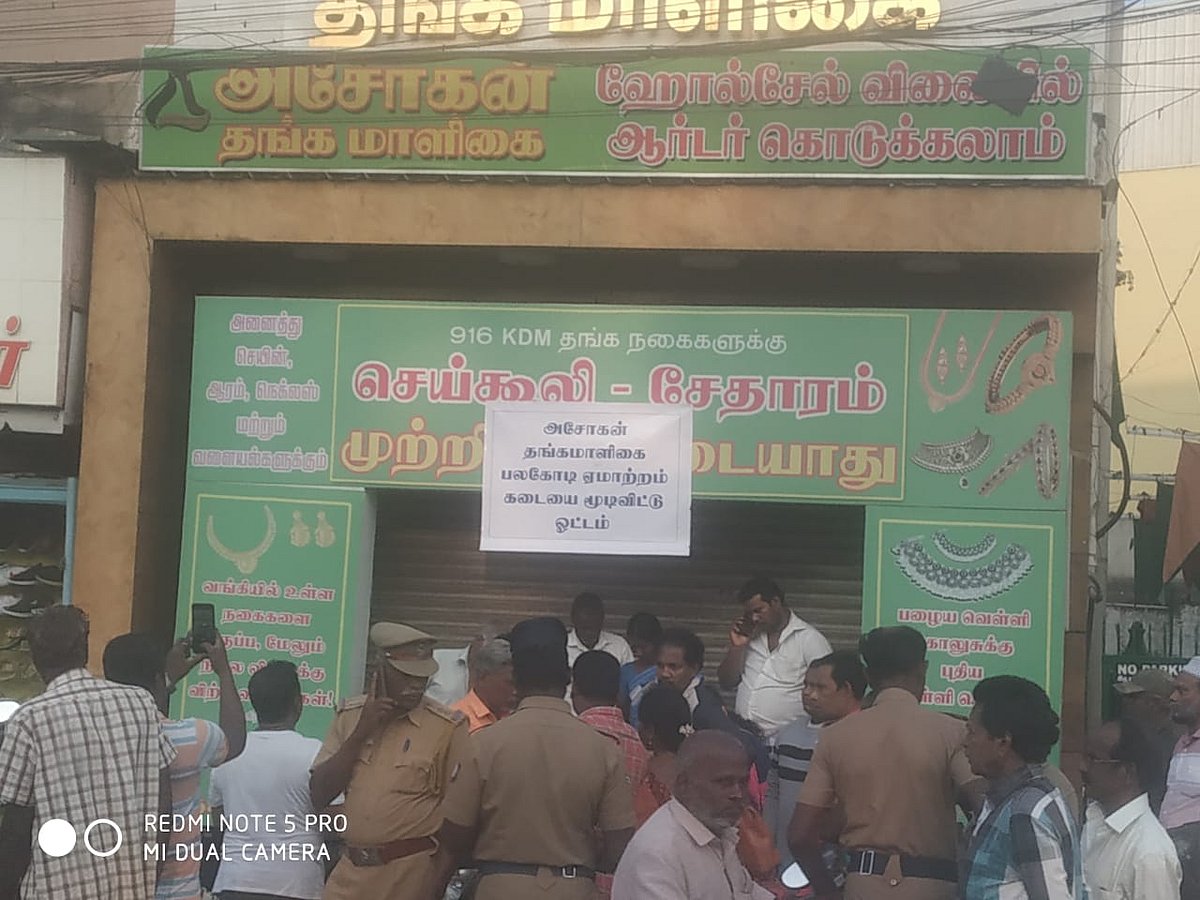 தங்க மாளிகை
அசோகன்
தங்க மாளிகை
ஹோல்சேல்
ஆர்டர் கொடுக்கலாம்
அனைத்து
செயின்,
ஆரம், நெக்லஸ்
மற்றும்
வளையல்களுக்கும்
916 KDM தங்க நகைகளுக்கு
செய்கூலி - சேதாரம்
அசோகன்
தங்கமாளிகை
பலகோடி ஏமாற்றம்
கடையை மூடிவிட்டு
ஓட்டம்
வங்கியில் உள்ள
நகைகளை
மேலும்
பழைய வெள்ளி
புதிய
NO PARKING
REDMI NOTE 5 PRO
MI DUAL CAMERA